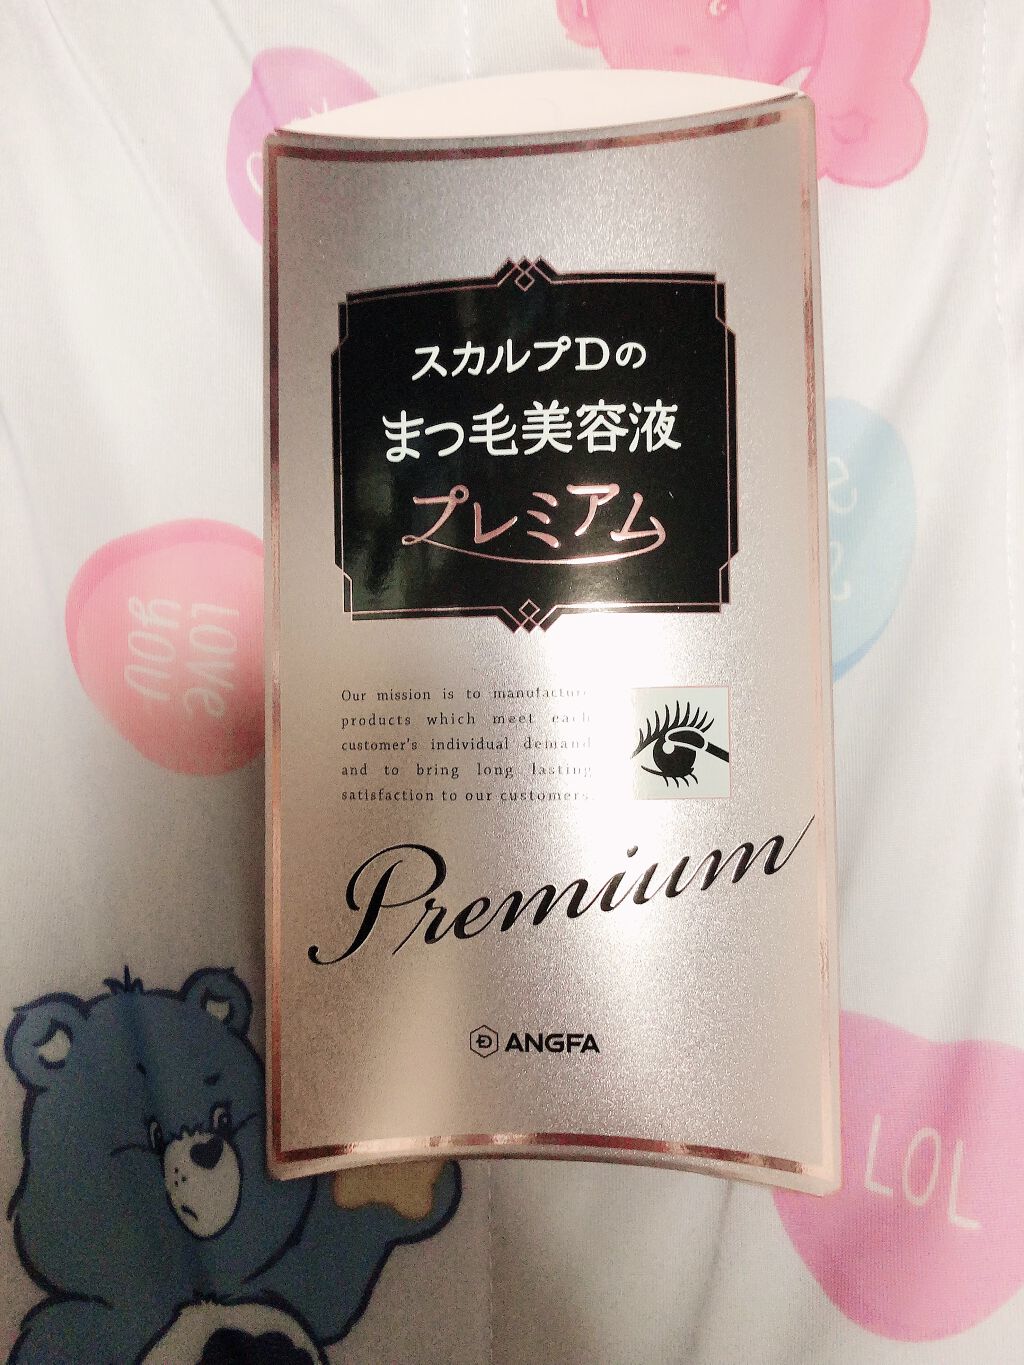 スカルプDの
まつ毛美容液
プレミアム
Our mission is to manufacture
products which meet each
customer's individual demand
and to bring long lasting
satisfaction to our customers.
Premium
ANGFA
love
you
LOL